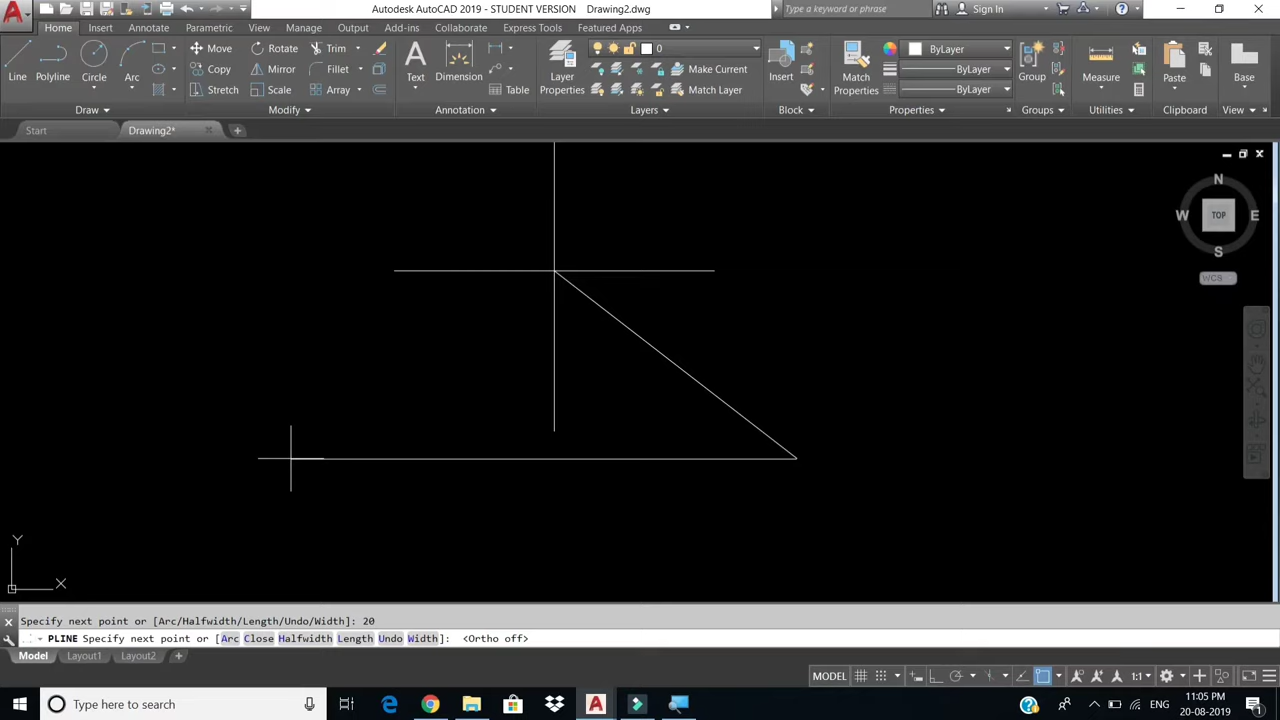 Autodesk AutoCAD 2019 - STUDENT VERSION Drawing2.dwg
Type a keyword or phrase
Sign In
Home Insert Annotate Parametric View Manage Add-ins Collaborate Express Tools Featured Apps
Line Polyline Circle Arc
Move Rotate Trim
Copy Mirror Fillet
Stretch Scale Array
Text Dimension Table
Layer Properties
0
Make Current
Match Layer
Insert
Match Properties
ByLayer
ByLayer
ByLayer
Group
Measure
Paste
Base
Draw Modify Annotation Layers Block Properties Groups Utilities Clipboard View
Start Drawing2*
N
W TOP E
S
WCS
Y
X
Specify next point or [Arc/Halfwidth/Length/Undo/Width]: 20
PLINE Specify next point or [Arc Close Halfwidth Length Undo Width]: <Ortho off>
Model Layout1 Layout2
MODEL 1:1
Type here to search
ENG
11:05 PM
20-08-2019
1